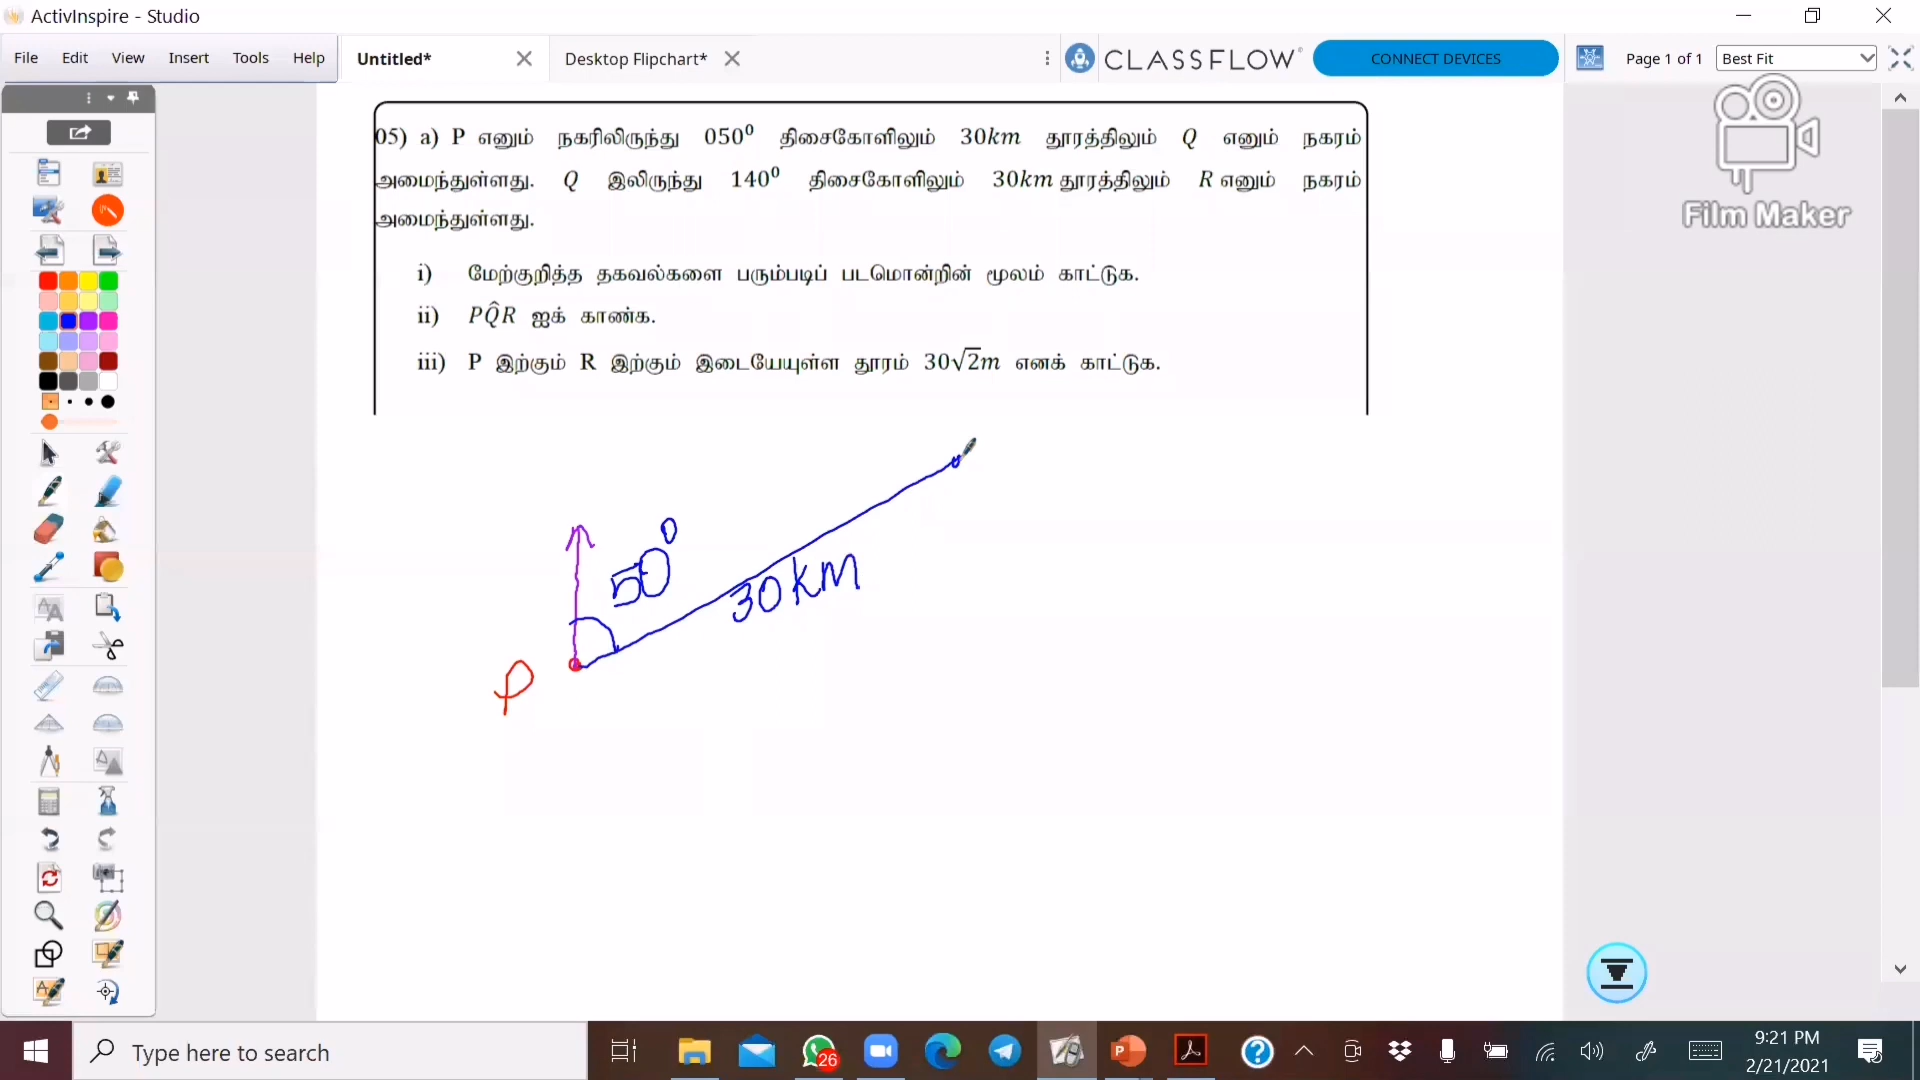 ActivInspire - Studio
File Edit View Insert Tools Help
Untitled*
Desktop Flipchart*
CLASSFLOW
CONNECT DEVICES
Page 1 of 1
Best Fit
Film Maker
05) a) P எனும் நகரிலிருந்து 050⁰ திசைகோளிலும் 30km தூரத்திலும் Q எனும் நகரம்
அமைந்துள்ளது. Q இலிருந்து 140⁰ திசைகோளிலும் 30km தூரத்திலும் R எனும் நகரம்
அமைந்துள்ளது.
i) மேற்குறித்த தகவல்களை பரும்படிப் படமொன்றின் மூலம் காட்டுக.
ii) PQ̂R ஐக் காண்க.
iii) P இற்கும் R இற்கும் இடையேயுள்ள தூரம் 30√2m எனக் காட்டுக.
50⁰
30KM
P
Type here to search
26
9:21 PM
2/21/2021